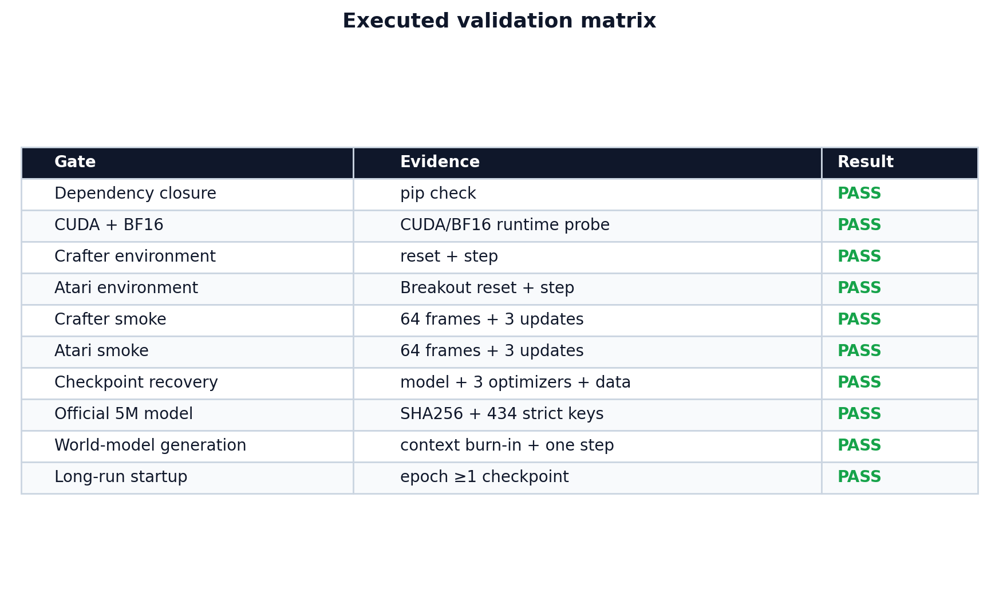 Executed validation matrix
Gate Evidence Result
Dependency closure pip check PASS
CUDA + BF16 CUDA/BF16 runtime probe PASS
Crafter environment reset + step PASS
Atari environment Breakout reset + step PASS
Crafter smoke 64 frames + 3 updates PASS
Atari smoke 64 frames + 3 updates PASS
Checkpoint recovery model + 3 optimizers + data PASS
Official 5M model SHA256 + 434 strict keys PASS
World-model generation context burn-in + one step PASS
Long-run startup epoch ≥1 checkpoint PASS